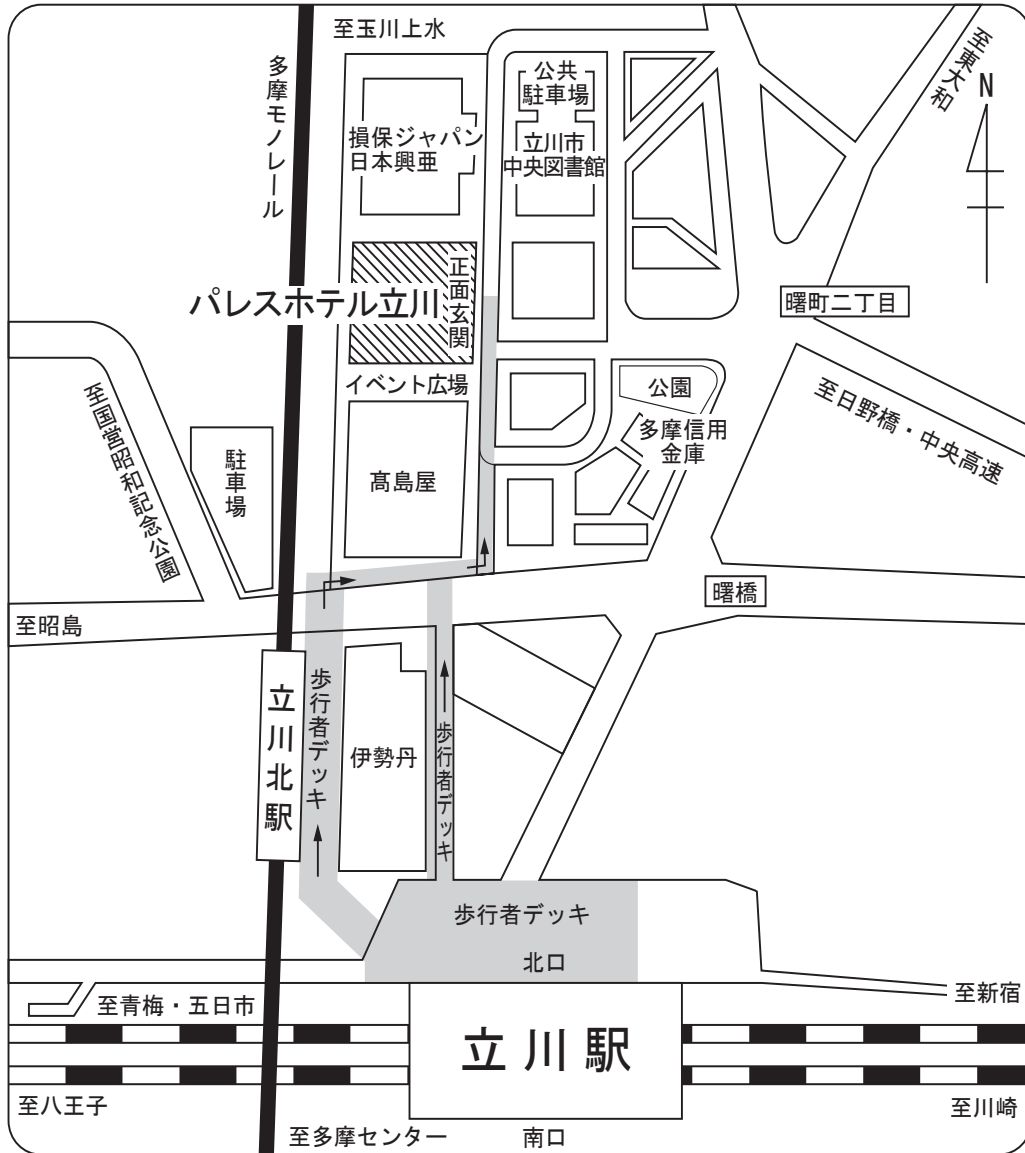 至玉川上水
多摩モノレール
公共
駐車場
至東大和
N
損保ジャパン
日本興亜
立川市
中央図書館
正面玄関
パレスホテル立川
曙町二丁目
イベント広場
公園
至日野橋・中央高速
至国営昭和記念公園
多摩信用
金庫
駐車場
髙島屋
曙橋
至昭島
歩行者デッキ
立川北駅
伊勢丹
歩行者デッキ
歩行者デッキ
北口
至青梅・五日市
至新宿
立川駅
至八王子
至川崎
至多摩センター
南口